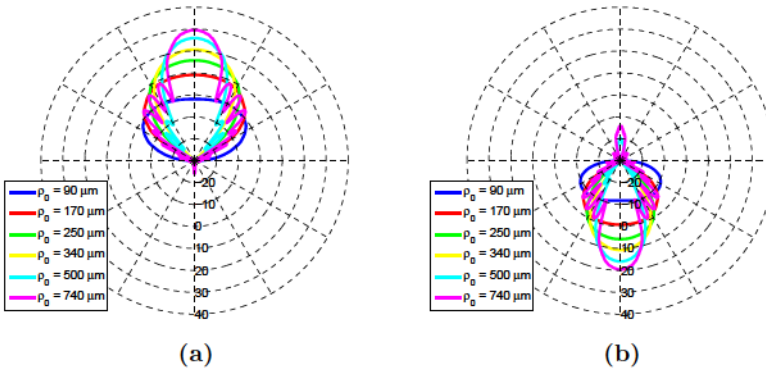 20
10
0
10
20
30
40
ρ₀ = 90 μm
ρ₀ = 170 μm
ρ₀ = 250 μm
ρ₀ = 340 μm
ρ₀ = 500 μm
ρ₀ = 740 μm
(a)
20
10
0
10
20
30
40
ρ₀ = 90 μm
ρ₀ = 170 μm
ρ₀ = 250 μm
ρ₀ = 340 μm
ρ₀ = 500 μm
ρ₀ = 740 μm
(b)